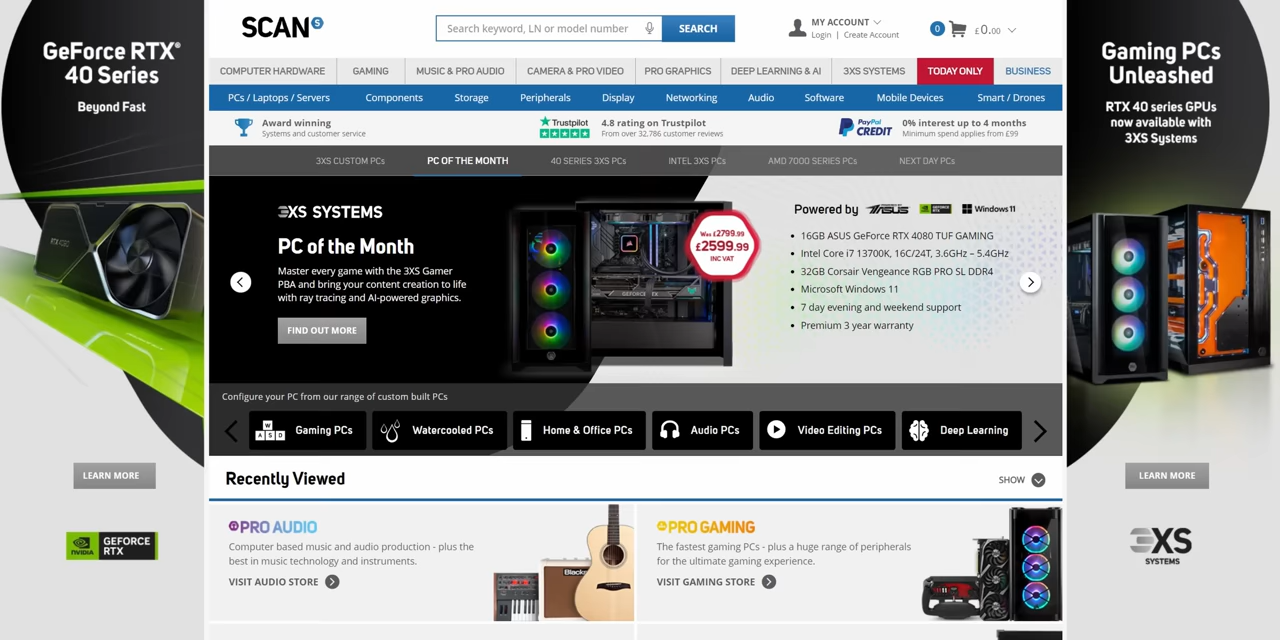 GeForce RTX®
40 Series
Beyond Fast
LEARN MORE
NVIDIA
GEFORCE
RTX
SCAN S
Search keyword, LN or model number
SEARCH
MY ACCOUNT
Login | Create Account
0
£0.00
COMPUTER HARDWARE
GAMING
MUSIC & PRO AUDIO
CAMERA & PRO VIDEO
PRO GRAPHICS
DEEP LEARNING & AI
3XS SYSTEMS
TODAY ONLY
BUSINESS
PCs / Laptops / Servers
Components
Storage
Peripherals
Display
Networking
Audio
Software
Mobile Devices
Smart / Drones
Award winning
Systems and customer service
Trustpilot
4.8 rating on Trustpilot
From over 32,786 customer reviews
PayPal
CREDIT
0% interest up to 4 months
Minimum spend applies from £99
3XS CUSTOM PCs
PC OF THE MONTH
40 SERIES 3XS PCs
INTEL 3XS PCs
AMD 7000 SERIES PCs
NEXT DAY PCs
3XS SYSTEMS
PC of the Month
Master every game with the 3XS Gamer
PBA and bring your content creation to life
with ray tracing and AI-powered graphics.
FIND OUT MORE
GEFORCE RTX
Was £2799.99
£2599.99
INC VAT
Powered by
ASUS
GEFORCE
RTX
Windows 11
• 16GB ASUS GeForce RTX 4080 TUF GAMING
• Intel Core i7 13700K, 16C/24T, 3.6GHz – 5.4GHz
• 32GB Corsair Vengeance RGB PRO SL DDR4
• Microsoft Windows 11
• 7 day evening and weekend support
• Premium 3 year warranty
Configure your PC from our range of custom built PCs
W
A S D
Gaming PCs
Watercooled PCs
Home & Office PCs
Audio PCs
Video Editing PCs
Deep Learning
Recently Viewed
SHOW
PRO AUDIO
Computer based music and audio production - plus the
best in music technology and instruments.
VISIT AUDIO STORE
PRO GAMING
The fastest gaming PCs - plus a huge range of peripherals
for the ultimate gaming experience.
VISIT GAMING STORE
Gaming PCs
Unleashed
RTX 40 series GPUs
now available with
3XS Systems
LEARN MORE
3XS
SYSTEMS